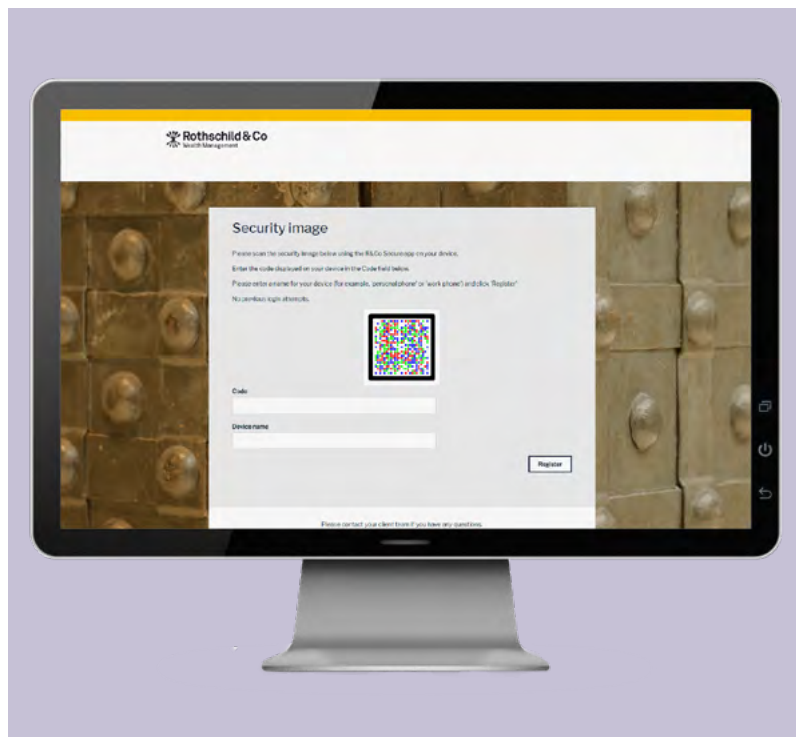 Rothschild & Co
Wealth Management
Security image
Please scan the security image below using the R&Co Secure app on your device.
Enter the code displayed on your device in the Code field below.
Please enter a name for your device (for example, 'personal phone' or 'work phone') and click 'Register'
No previous login attempts.
Code
Device name
Register
Please contact your client team if you have any questions.